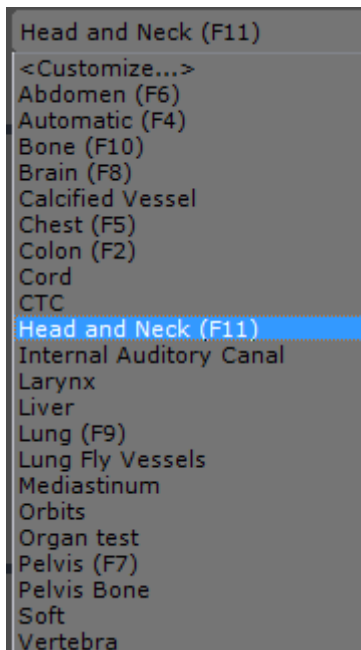 Head and Neck (F11)
<Customize...>
Abdomen (F6)
Automatic (F4)
Bone (F10)
Brain (F8)
Calcified Vessel
Chest (F5)
Colon (F2)
Cord
CTC
Head and Neck (F11)
Internal Auditory Canal
Larynx
Liver
Lung (F9)
Lung Fly Vessels
Mediastinum
Orbits
Organ test
Pelvis (F7)
Pelvis Bone
Soft
Vertebra